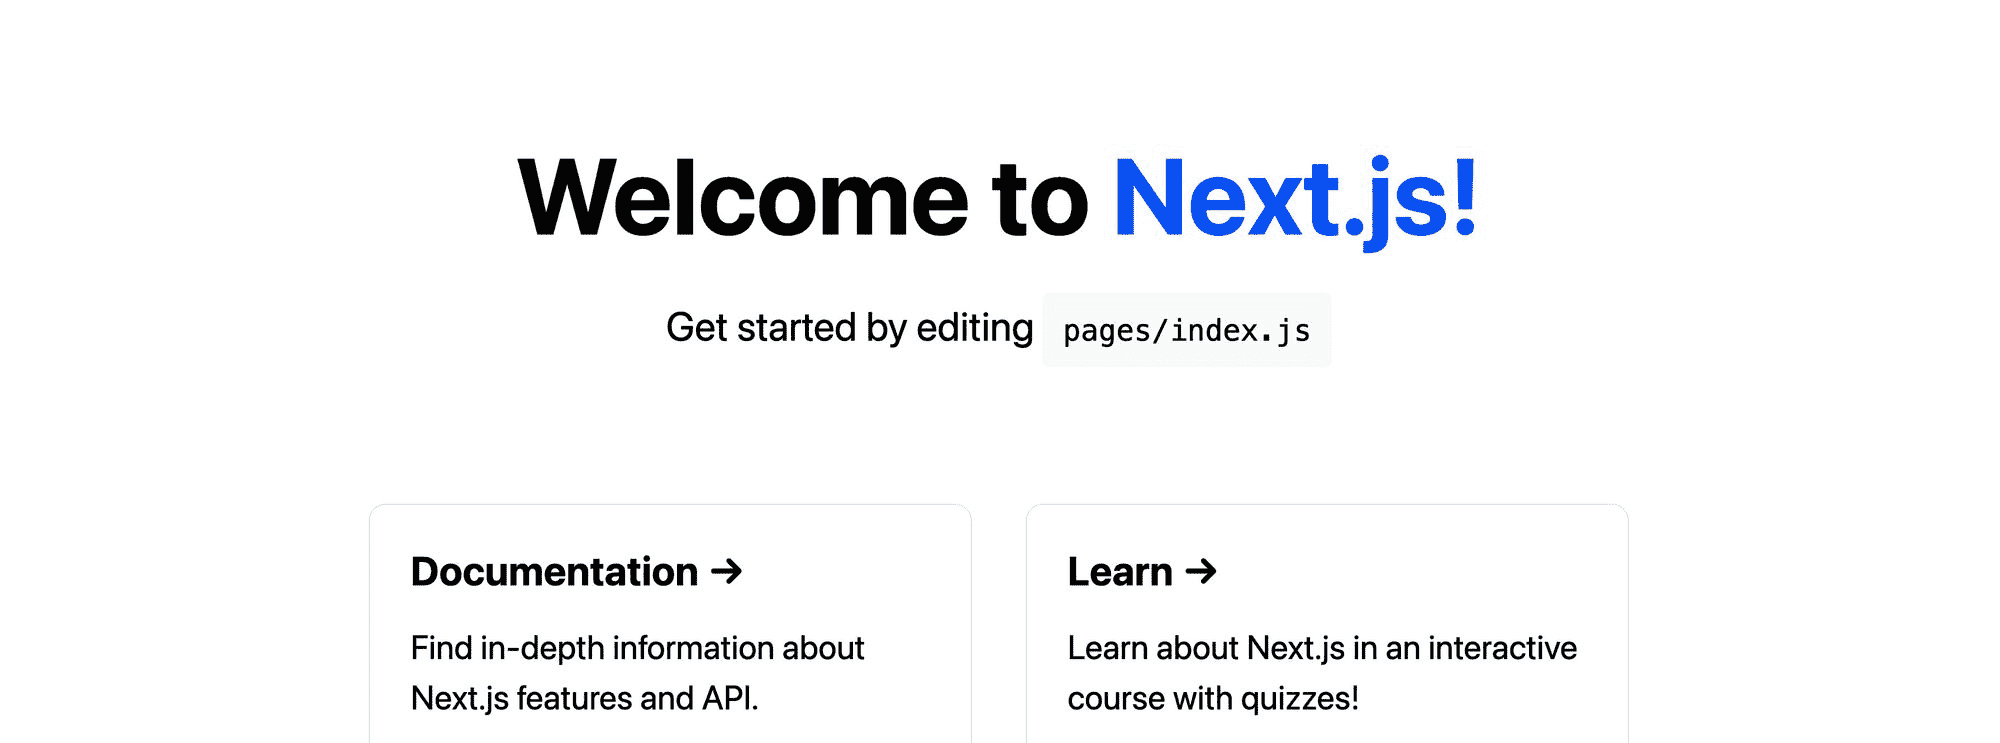 Welcome to Next.js!
Get started by editing pages/index.js
Documentation →
Find in-depth information about
Next.js features and API.
Learn →
Learn about Next.js in an interactive
course with quizzes!